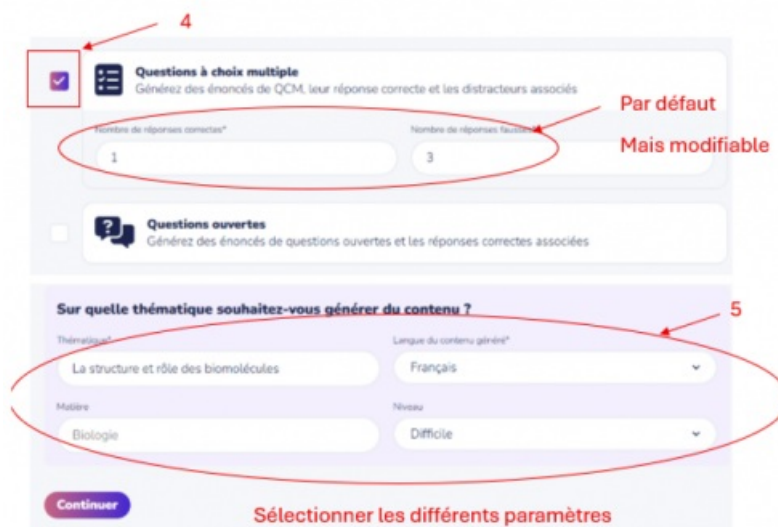 4
Questions à choix multiple
Générez des énoncés de QCM, leur réponse correcte et les distracteurs associés
Par défaut
Nombre de réponses correctes* Nombre de réponses fausses*
Mais modifiable
1 3
Questions ouvertes
Générez des énoncés de questions ouvertes et les réponses correctes associées
Sur quelle thématique souhaitez-vous générer du contenu ?
5
Thématique* Langue du contenu généré*
La structure et rôle des biomolécules Français
Matière Niveau
Biologie Difficile
Continuer
Sélectionner les différents paramètres